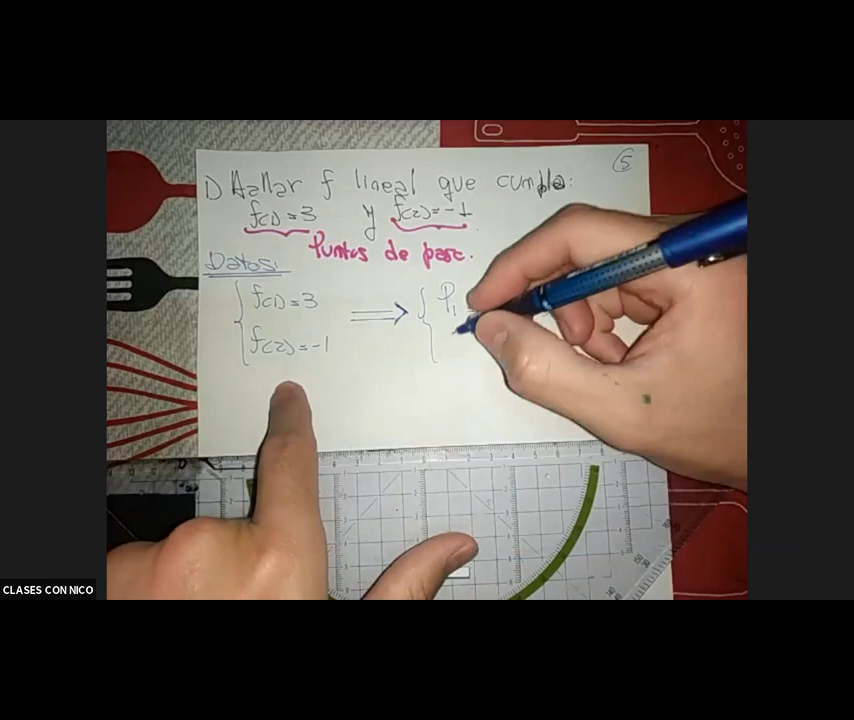 ⑤
1) Hallar f lineal que cumpla:
f(1)=3 y f(2)=-1
Puntos de paso.
Datos:
f(1)=3
f(2)=-1
⟹
P1
CLASES CON NICO